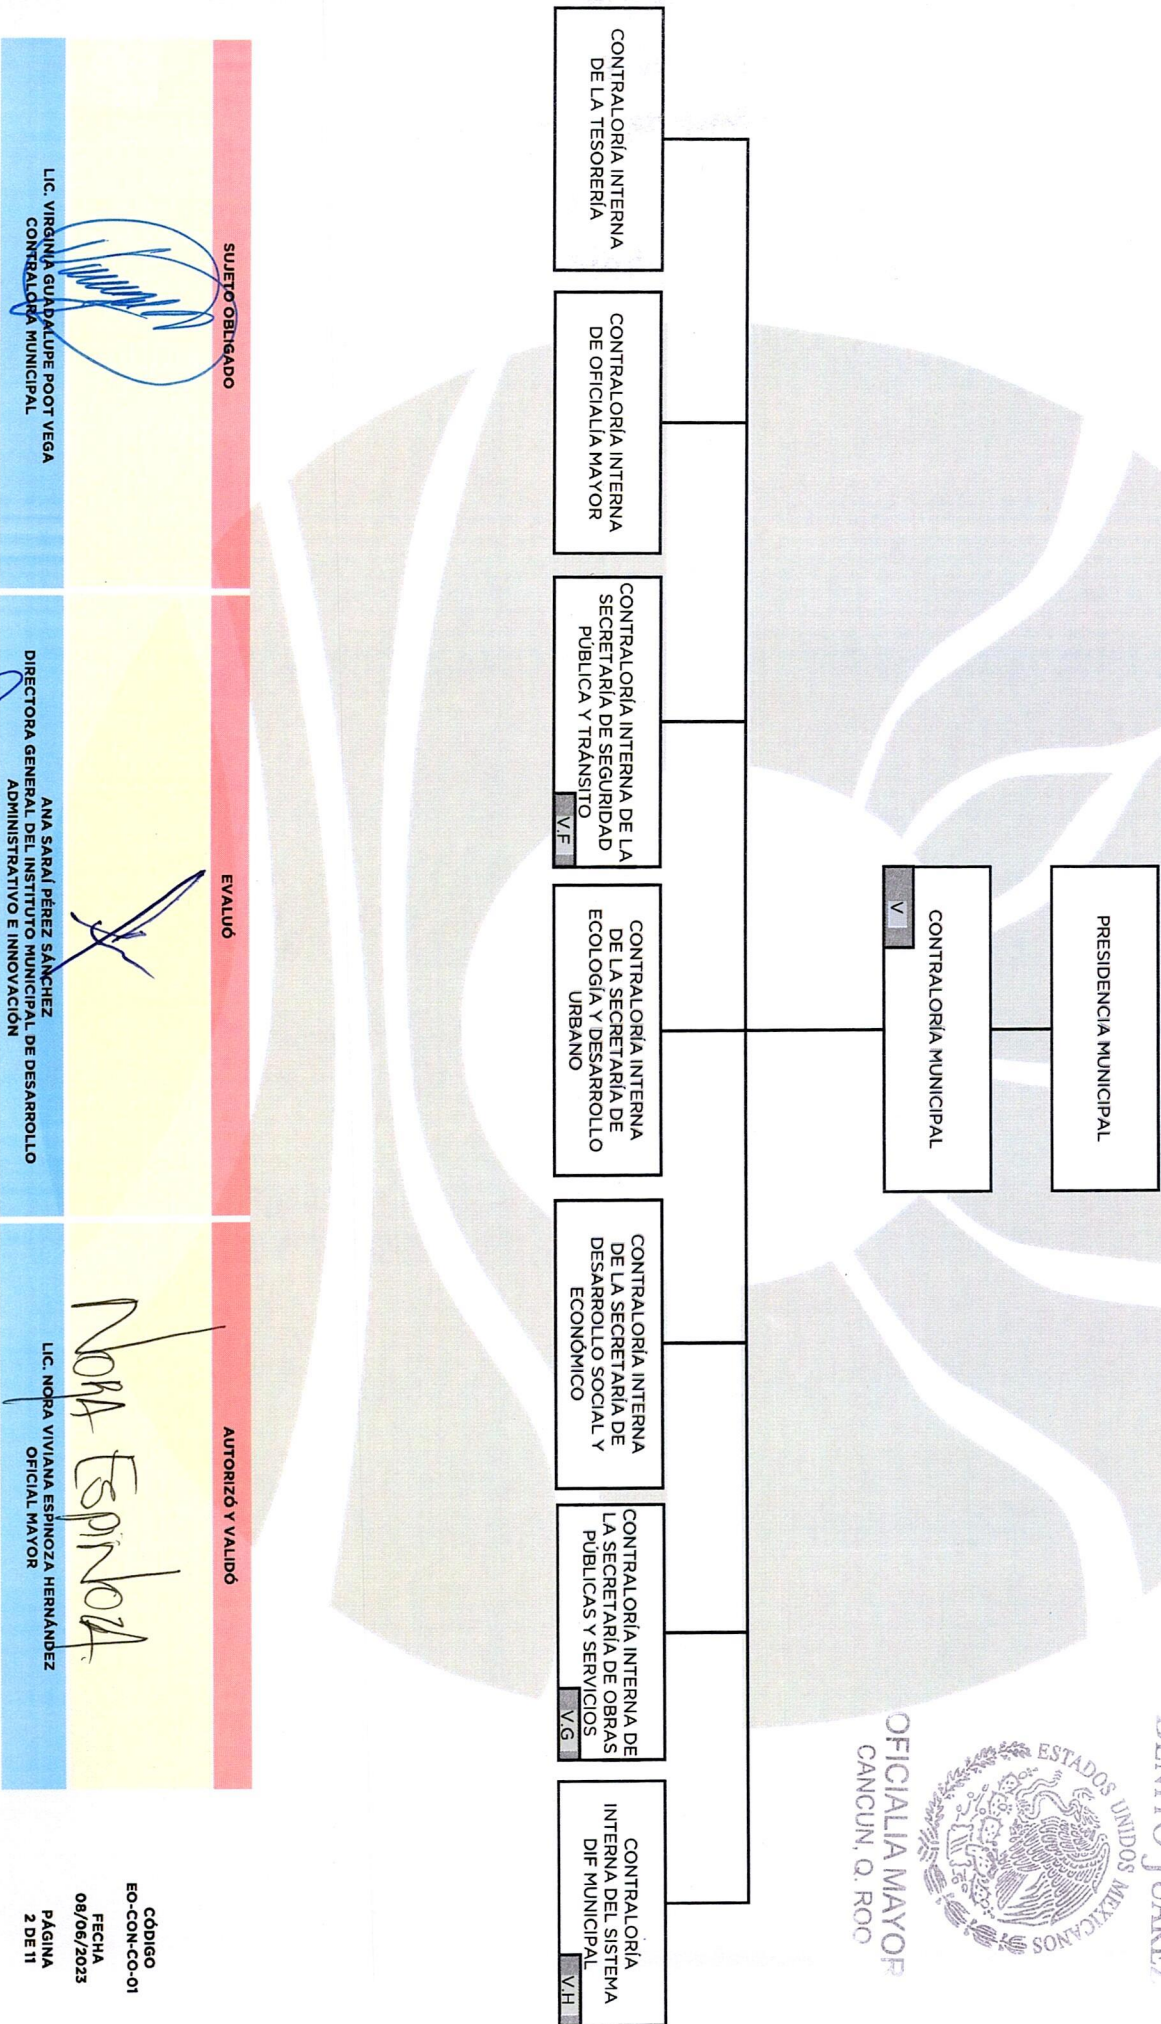 BENITO JUÁREZ
ESTADOS UNIDOS MEXICANOS
OFICIALIA MAYOR
CANCUN, Q. ROO
PRESIDENCIA MUNICIPAL
CONTRALORÍA MUNICIPAL
V
CONTRALORÍA INTERNA
DE LA TESORERÍA
CONTRALORÍA INTERNA
DE OFICIALÍA MAYOR
CONTRALORÍA INTERNA DE LA
SECRETARÍA DE SEGURIDAD
PÚBLICA Y TRÁNSITO
V.F
CONTRALORÍA INTERNA
DE LA SECRETARÍA DE
ECOLOGÍA Y DESARROLLO
URBANO
CONTRALORÍA INTERNA
DE LA SECRETARÍA DE
DESARROLLO SOCIAL Y
ECONÓMICO
CONTRALORÍA INTERNA DE
LA SECRETARÍA DE OBRAS
PÚBLICAS Y SERVICIOS
V.G
CONTRALORÍA
INTERNA DEL SISTEMA
DIF MUNICIPAL
V.H
SUJETO OBLIGADO
LIC. VIRGINIA GUADALUPE POOT VEGA
CONTRALORA MUNICIPAL
EVALUÓ
ANA SARAÍ PÉREZ SÁNCHEZ
DIRECTORA GENERAL DEL INSTITUTO MUNICIPAL DE DESARROLLO
ADMINISTRATIVO E INNOVACIÓN
AUTORIZÓ Y VALIDÓ
NORA ESPINOZA
LIC. NORA VIVIANA ESPINOZA HERNÁNDEZ
OFICIAL MAYOR
CÓDIGO
EO-CON-CO-01
FECHA
08/06/2023
PÁGINA
2 DE 11